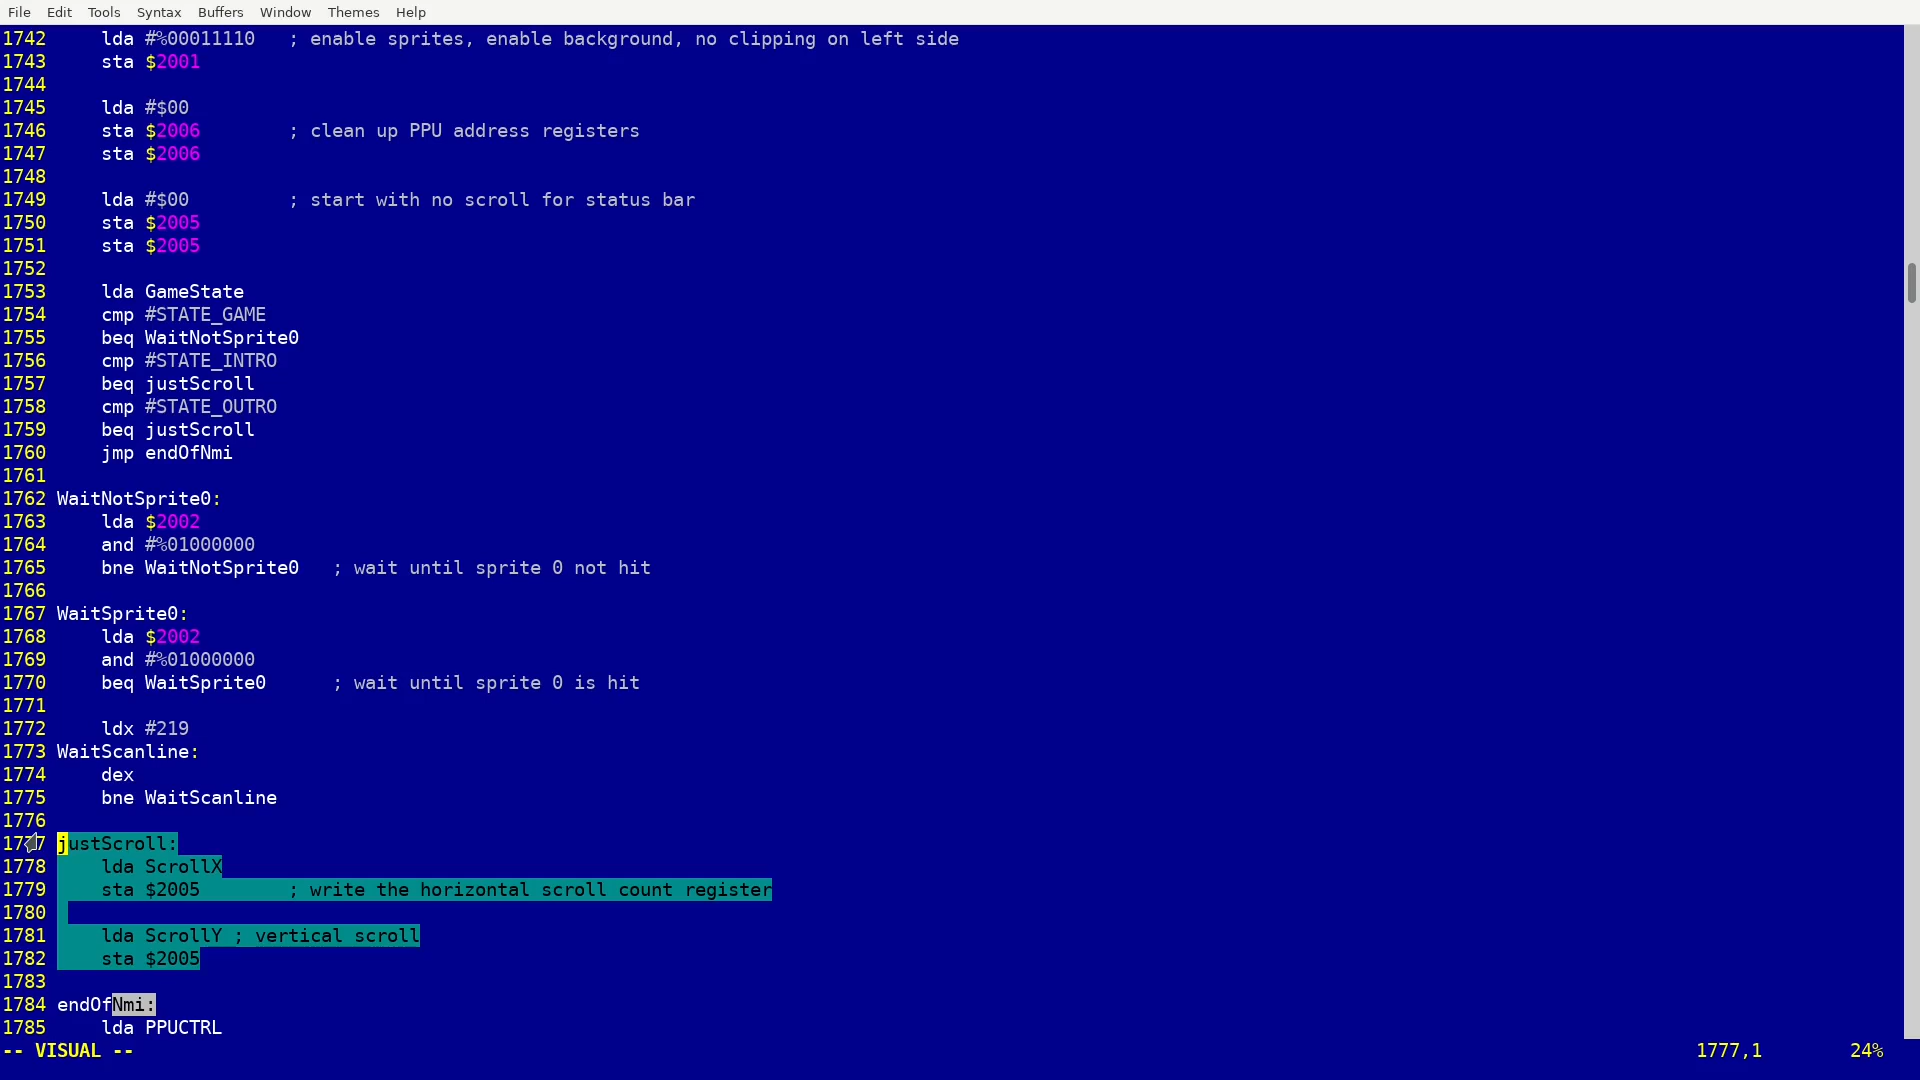 File Edit Tools Syntax Buffers Window Themes Help
1742     lda #%00011110   ; enable sprites, enable background, no clipping on left side
1743     sta $2001
1744
1745     lda #$00
1746     sta $2006        ; clean up PPU address registers
1747     sta $2006
1748
1749     lda #$00         ; start with no scroll for status bar
1750     sta $2005
1751     sta $2005
1752
1753     lda GameState
1754     cmp #STATE_GAME
1755     beq WaitNotSprite0
1756     cmp #STATE_INTRO
1757     beq justScroll
1758     cmp #STATE_OUTRO
1759     beq justScroll
1760     jmp endOfNmi
1761
1762 WaitNotSprite0:
1763     lda $2002
1764     and #%01000000
1765     bne WaitNotSprite0   ; wait until sprite 0 not hit
1766
1767 WaitSprite0:
1768     lda $2002
1769     and #%01000000
1770     beq WaitSprite0      ; wait until sprite 0 is hit
1771
1772     ldx #219
1773 WaitScanline:
1774     dex
1775     bne WaitScanline
1776
1777 justScroll:
1778     lda ScrollX
1779     sta $2005        ; write the horizontal scroll count register
1780
1781     lda ScrollY ; vertical scroll
1782     sta $2005
1783
1784 endOfNmi:
1785     lda PPUCTRL
-- VISUAL -- 1777,1 24%